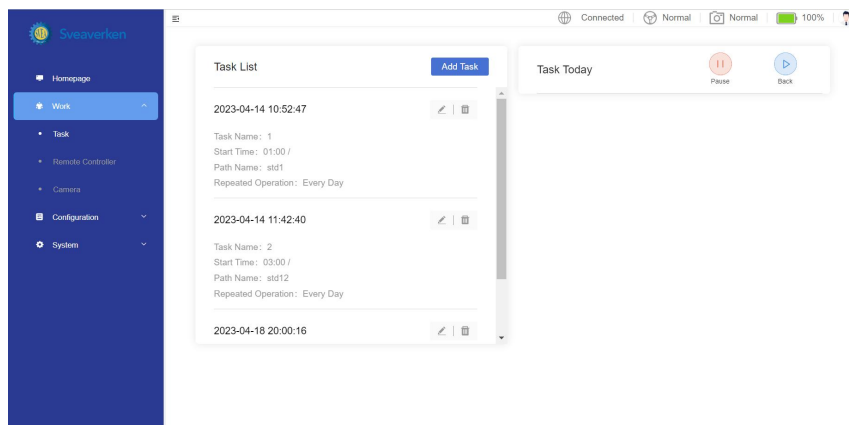 Sveaverken
Connected
Normal
Normal
100%
Homepage
Work
Task
Remote Controller
Camera
Configuration
System
Task List
Add Task
2023-04-14 10:52:47
Task Name: 1
Start Time: 01:00 /
Path Name: std1
Repeated Operation: Every Day
2023-04-14 11:42:40
Task Name: 2
Start Time: 03:00 /
Path Name: std12
Repeated Operation: Every Day
2023-04-18 20:00:16
Task Today
Pause
Back